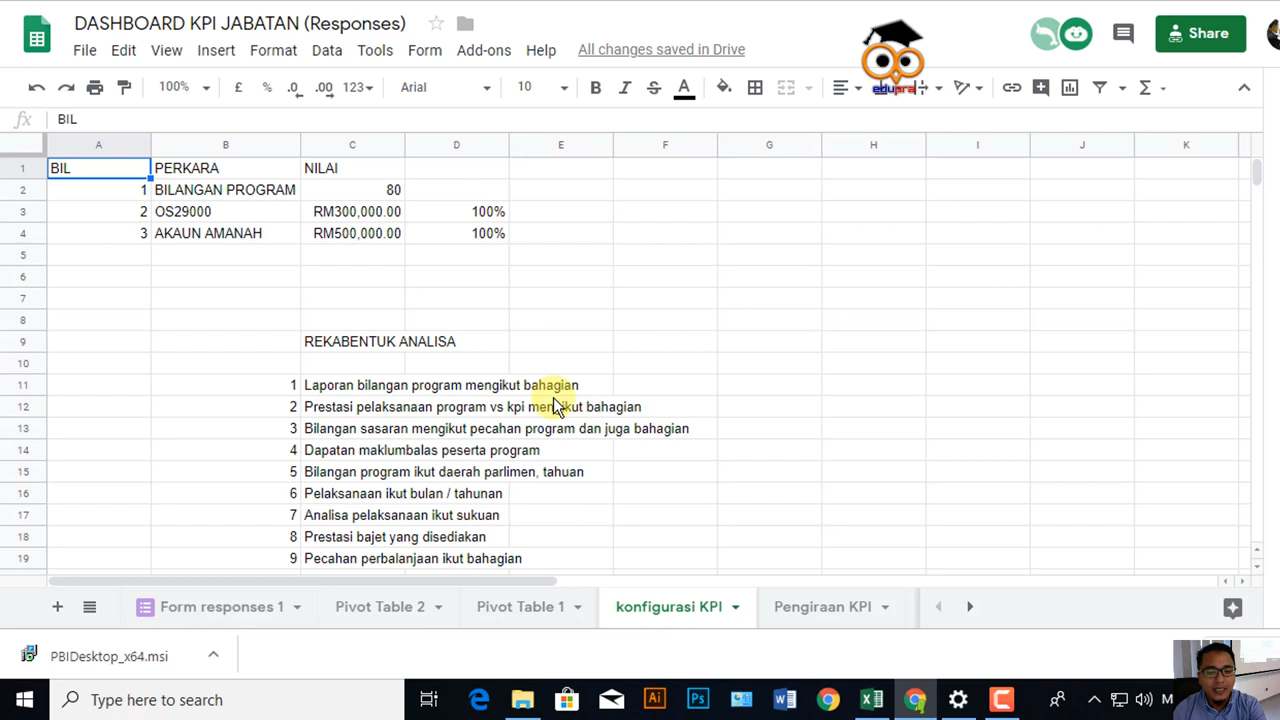 DASHBOARD KPI JABATAN (Responses)
File Edit View Insert Format Data Tools Form Add-ons Help All changes saved in Drive
Share
100% £ % .0 .00 123 Arial 10 B I S A
edupra
fx BIL
A B C D E F G H I J K
1 BIL PERKARA NILAI
2 1 BILANGAN PROGRAM 80
3 2 OS29000 RM300,000.00 100%
4 3 AKAUN AMANAH RM500,000.00 100%
5
6
7
8
9 REKABENTUK ANALISA
10
11 1 Laporan bilangan program mengikut bahagian
12 2 Prestasi pelaksanaan program vs kpi mengikut bahagian
13 3 Bilangan sasaran mengikut pecahan program dan juga bahagian
14 4 Dapatan maklumbalas peserta program
15 5 Bilangan program ikut daerah parlimen, tahuan
16 6 Pelaksanaan ikut bulan / tahunan
17 7 Analisa pelaksanaan ikut sukuan
18 8 Prestasi bajet yang disediakan
19 9 Pecahan perbalanjaan ikut bahagian
Form responses 1 Pivot Table 2 Pivot Table 1 konfigurasi KPI Pengiraan KPI
PBIDesktop_x64.msi
Type here to search
Ai Ps W X C M